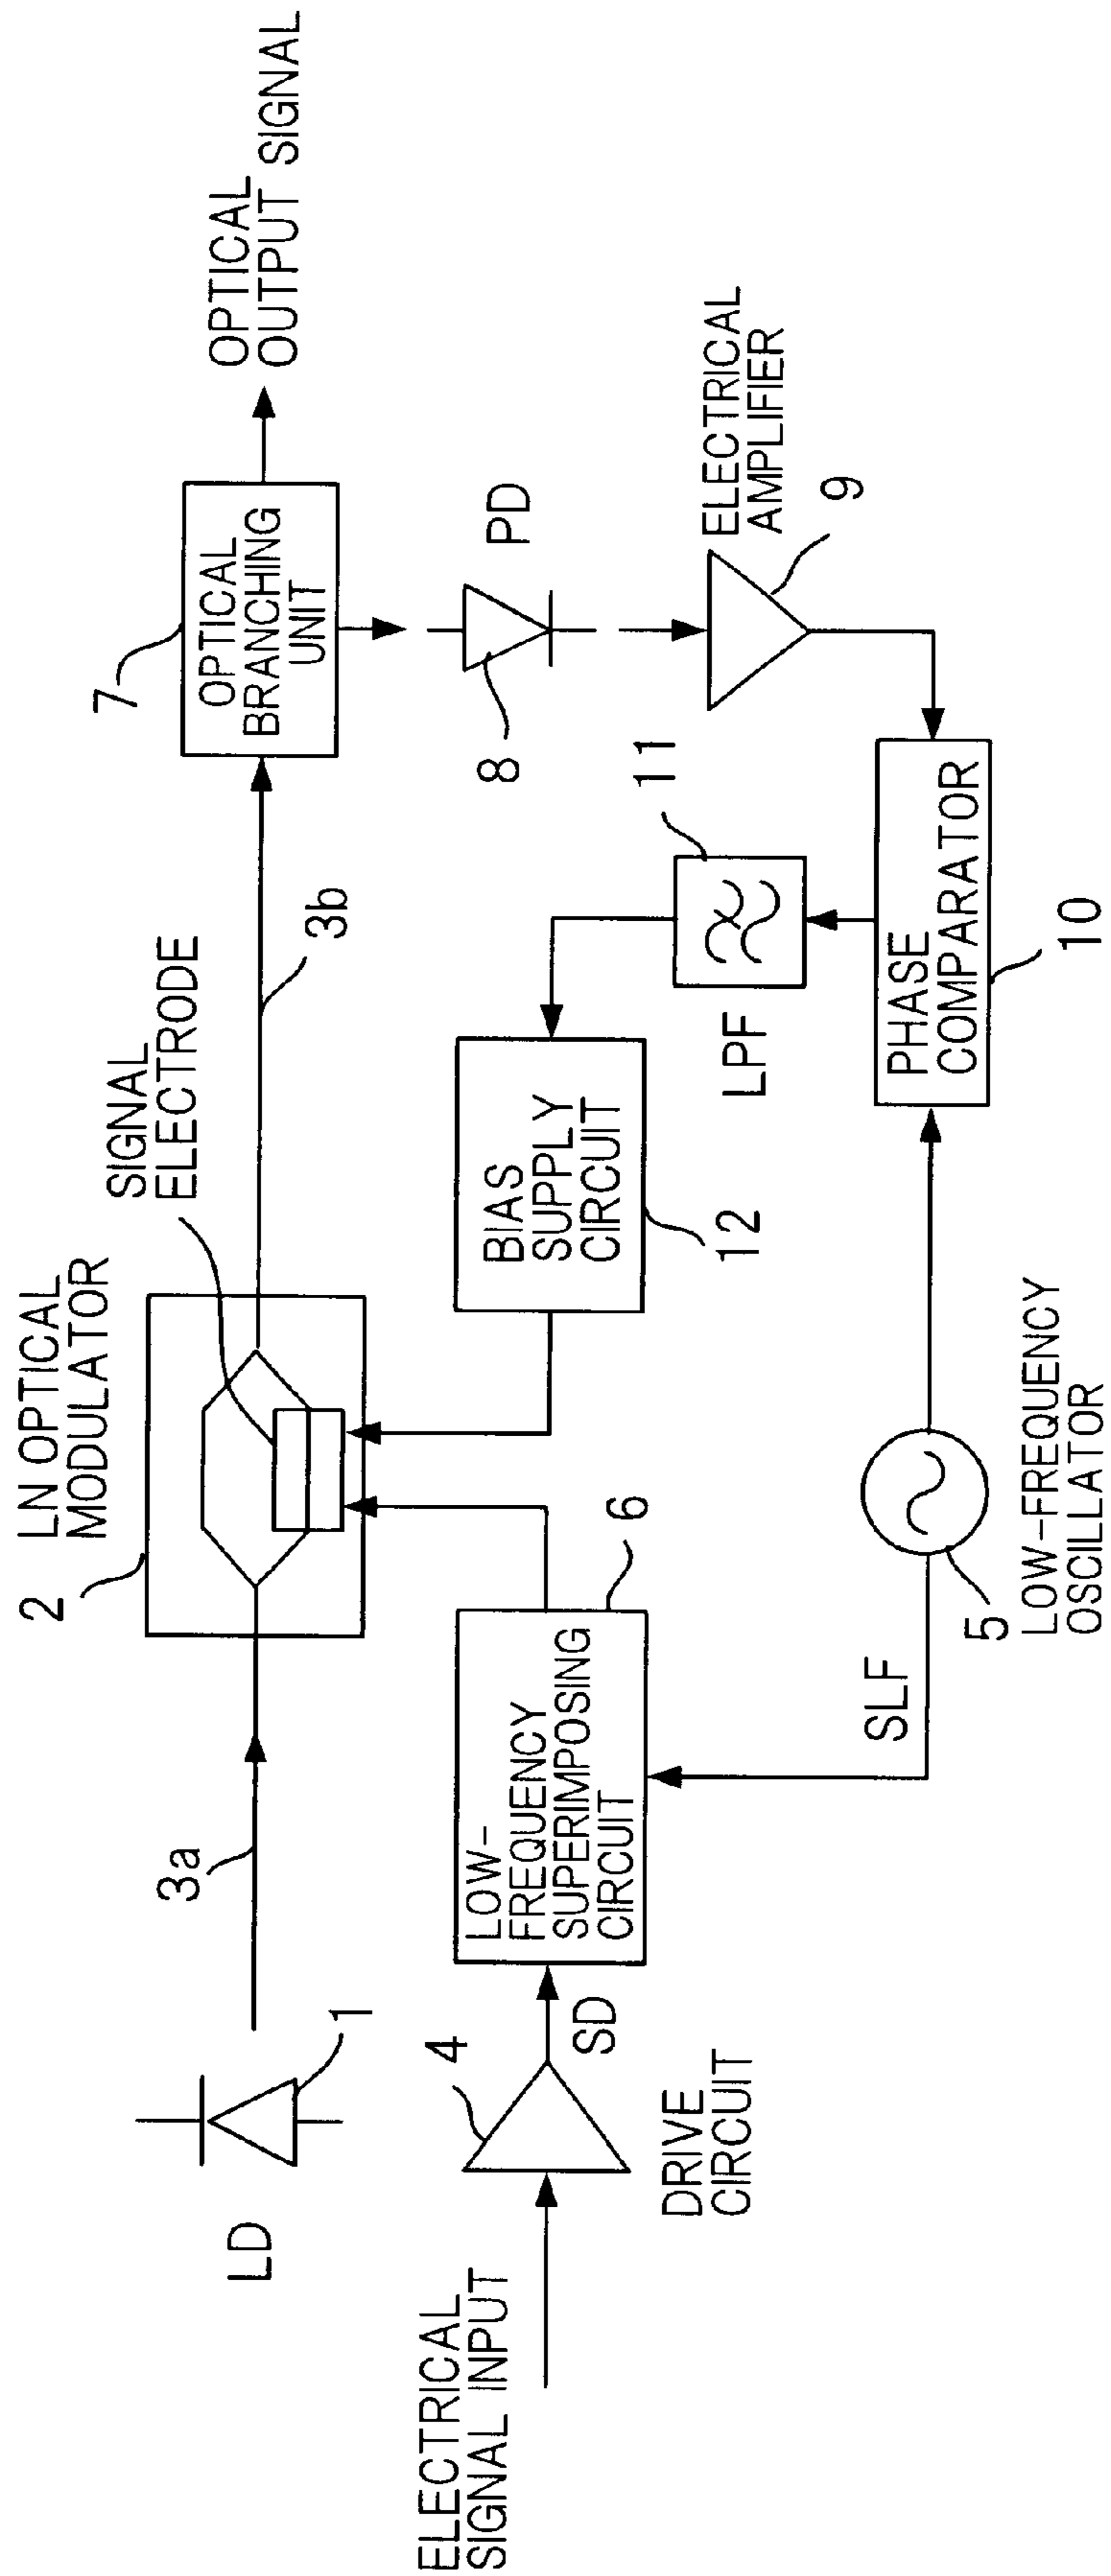 LN OPTICAL
MODULATOR
2
SIGNAL
ELECTRODE
7
OPTICAL
BRANCHING
UNIT
OPTICAL
OUTPUT SIGNAL
LD
1
3a
3b
8
PD
ELECTRICAL
SIGNAL INPUT
4
DRIVE
CIRCUIT
SD
LOW-
FREQUENCY
SUPERIMPOSING
CIRCUIT
6
BIAS
SUPPLY
CIRCUIT
12
LPF
11
ELECTRICAL
AMPLIFIER
9
SLF
5
LOW-FREQUENCY
OSCILLATOR
PHASE
COMPARATOR
10